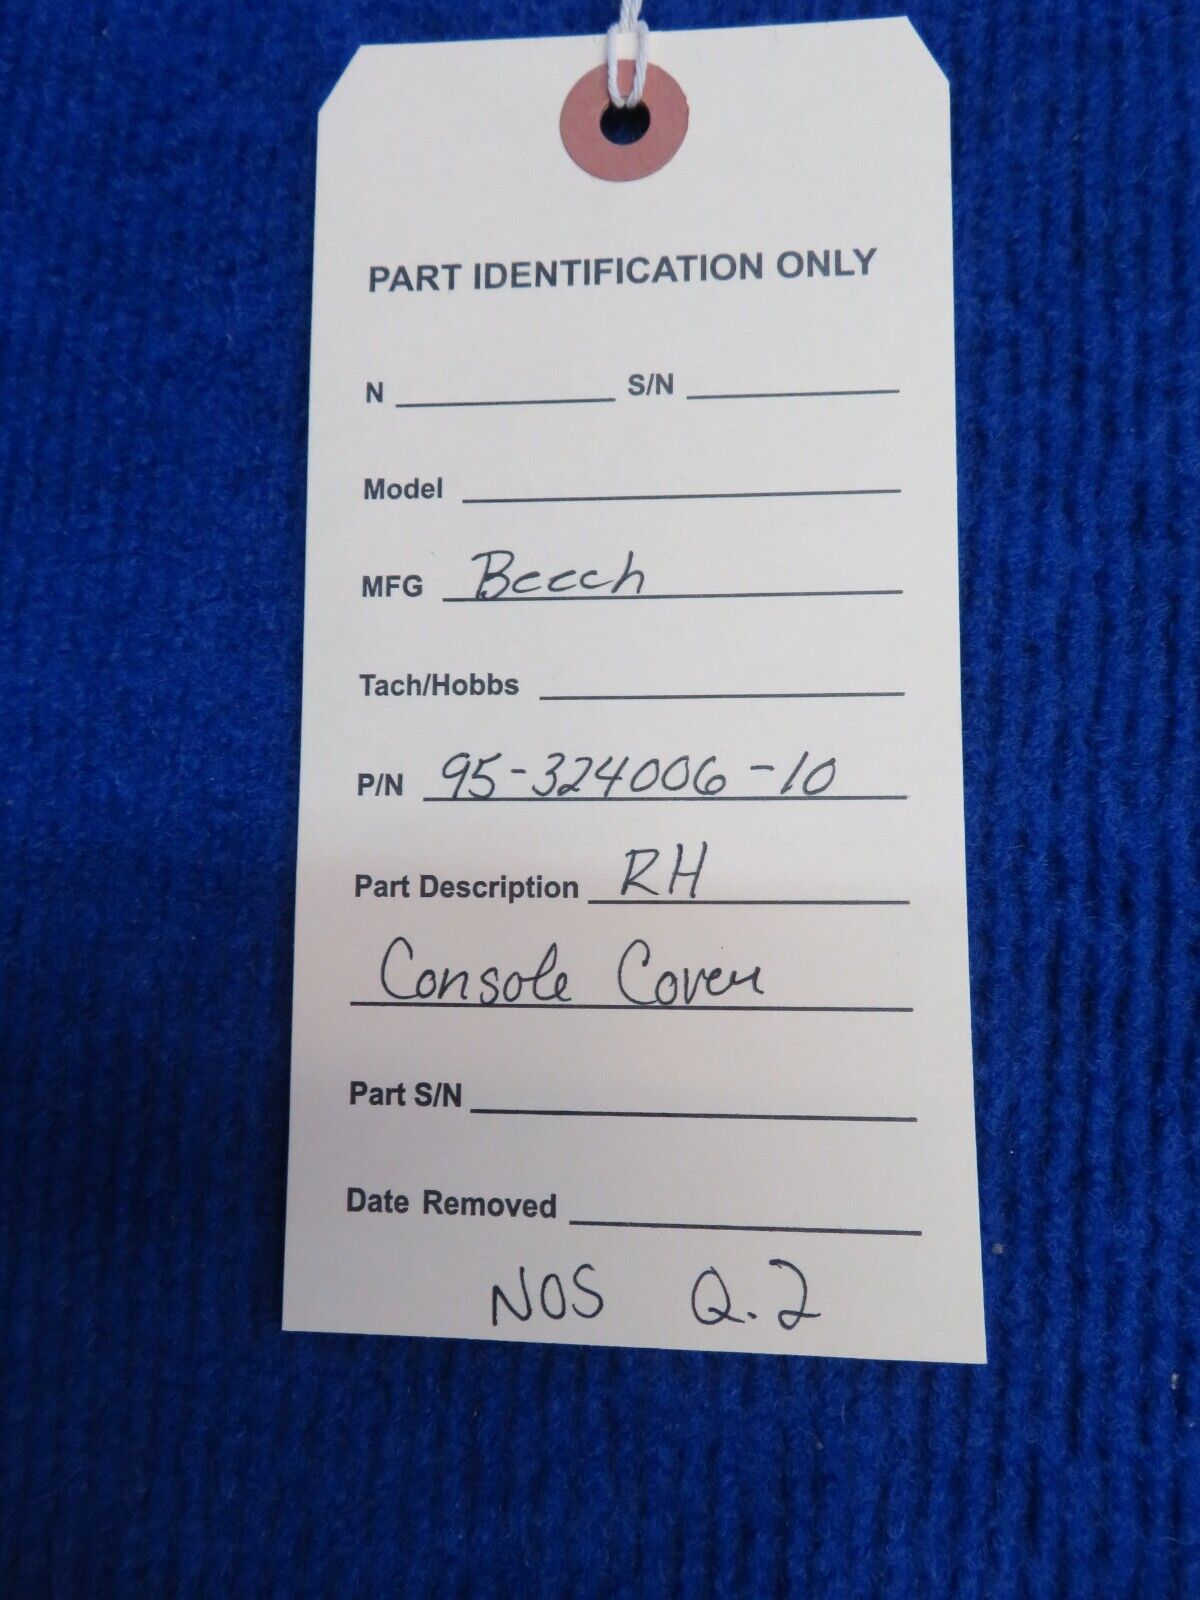 PART IDENTIFICATION ONLY
N S/N
Model
MFG Beech
Tach/Hobbs
P/N 95-324006-10
Part Description RH
Console Cover
Part S/N
Date Removed
NOS Q.2